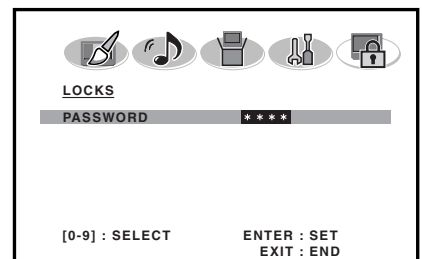 LOCKS
PASSWORD ****
[0-9] : SELECT ENTER : SET
EXIT : END